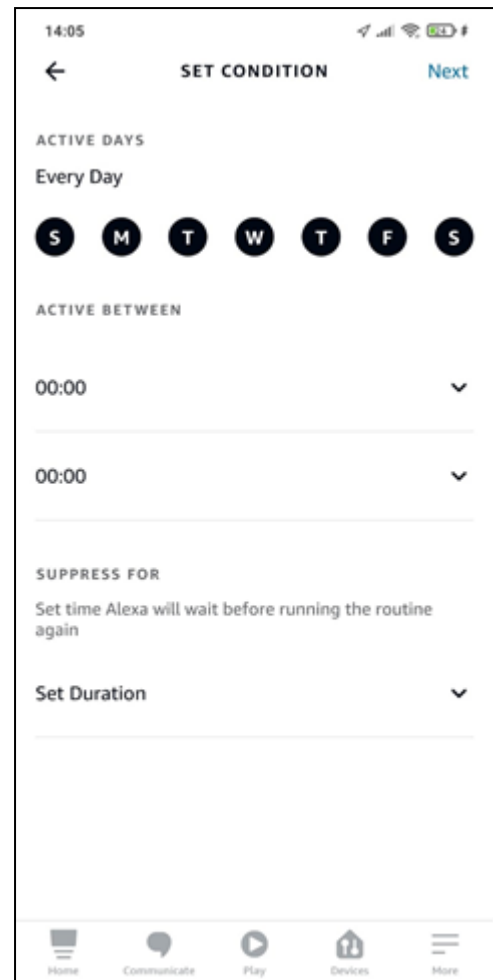 14:05
SET CONDITION Next
ACTIVE DAYS
Every Day
S M T W T F S
ACTIVE BETWEEN
00:00
00:00
SUPPRESS FOR
Set time Alexa will wait before running the routine
again
Set Duration
Home Communicate Play Devices More